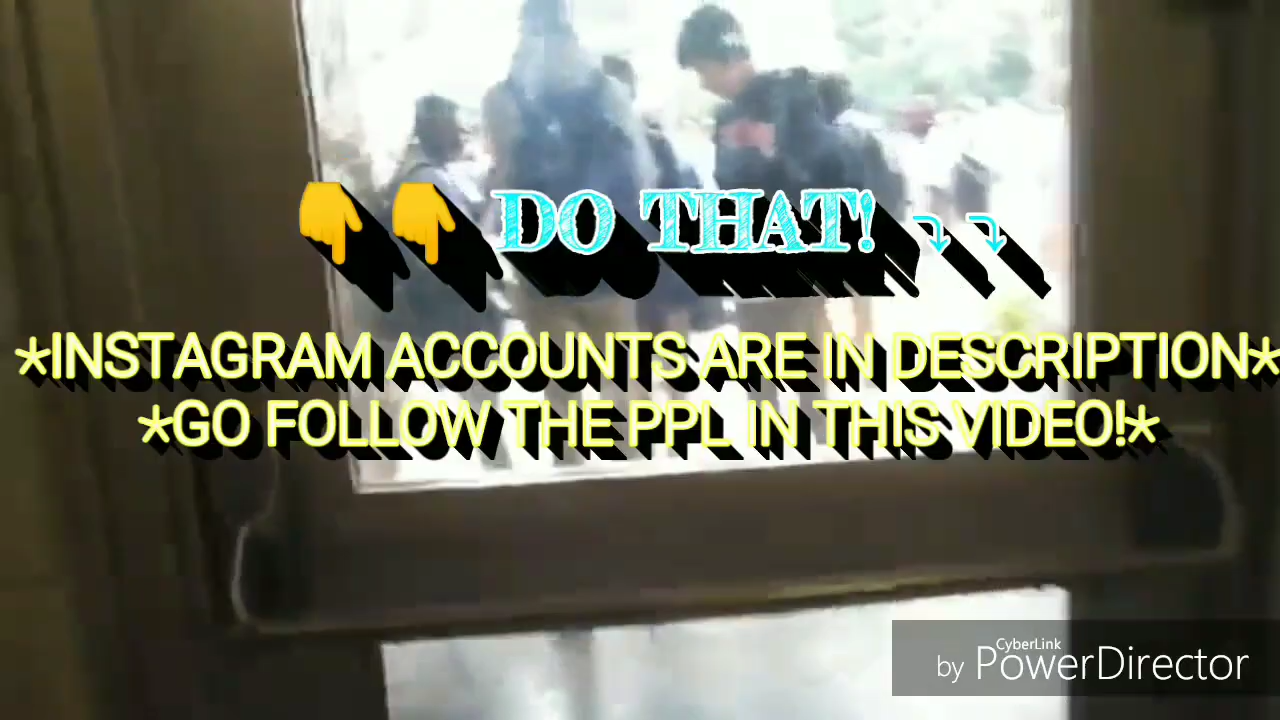 👇👇 DO THAT! ⤵⤵
*INSTAGRAM ACCOUNTS ARE IN DESCRIPTION*
*GO FOLLOW THE PPL IN THIS VIDEO!*
CyberLink
by PowerDirector